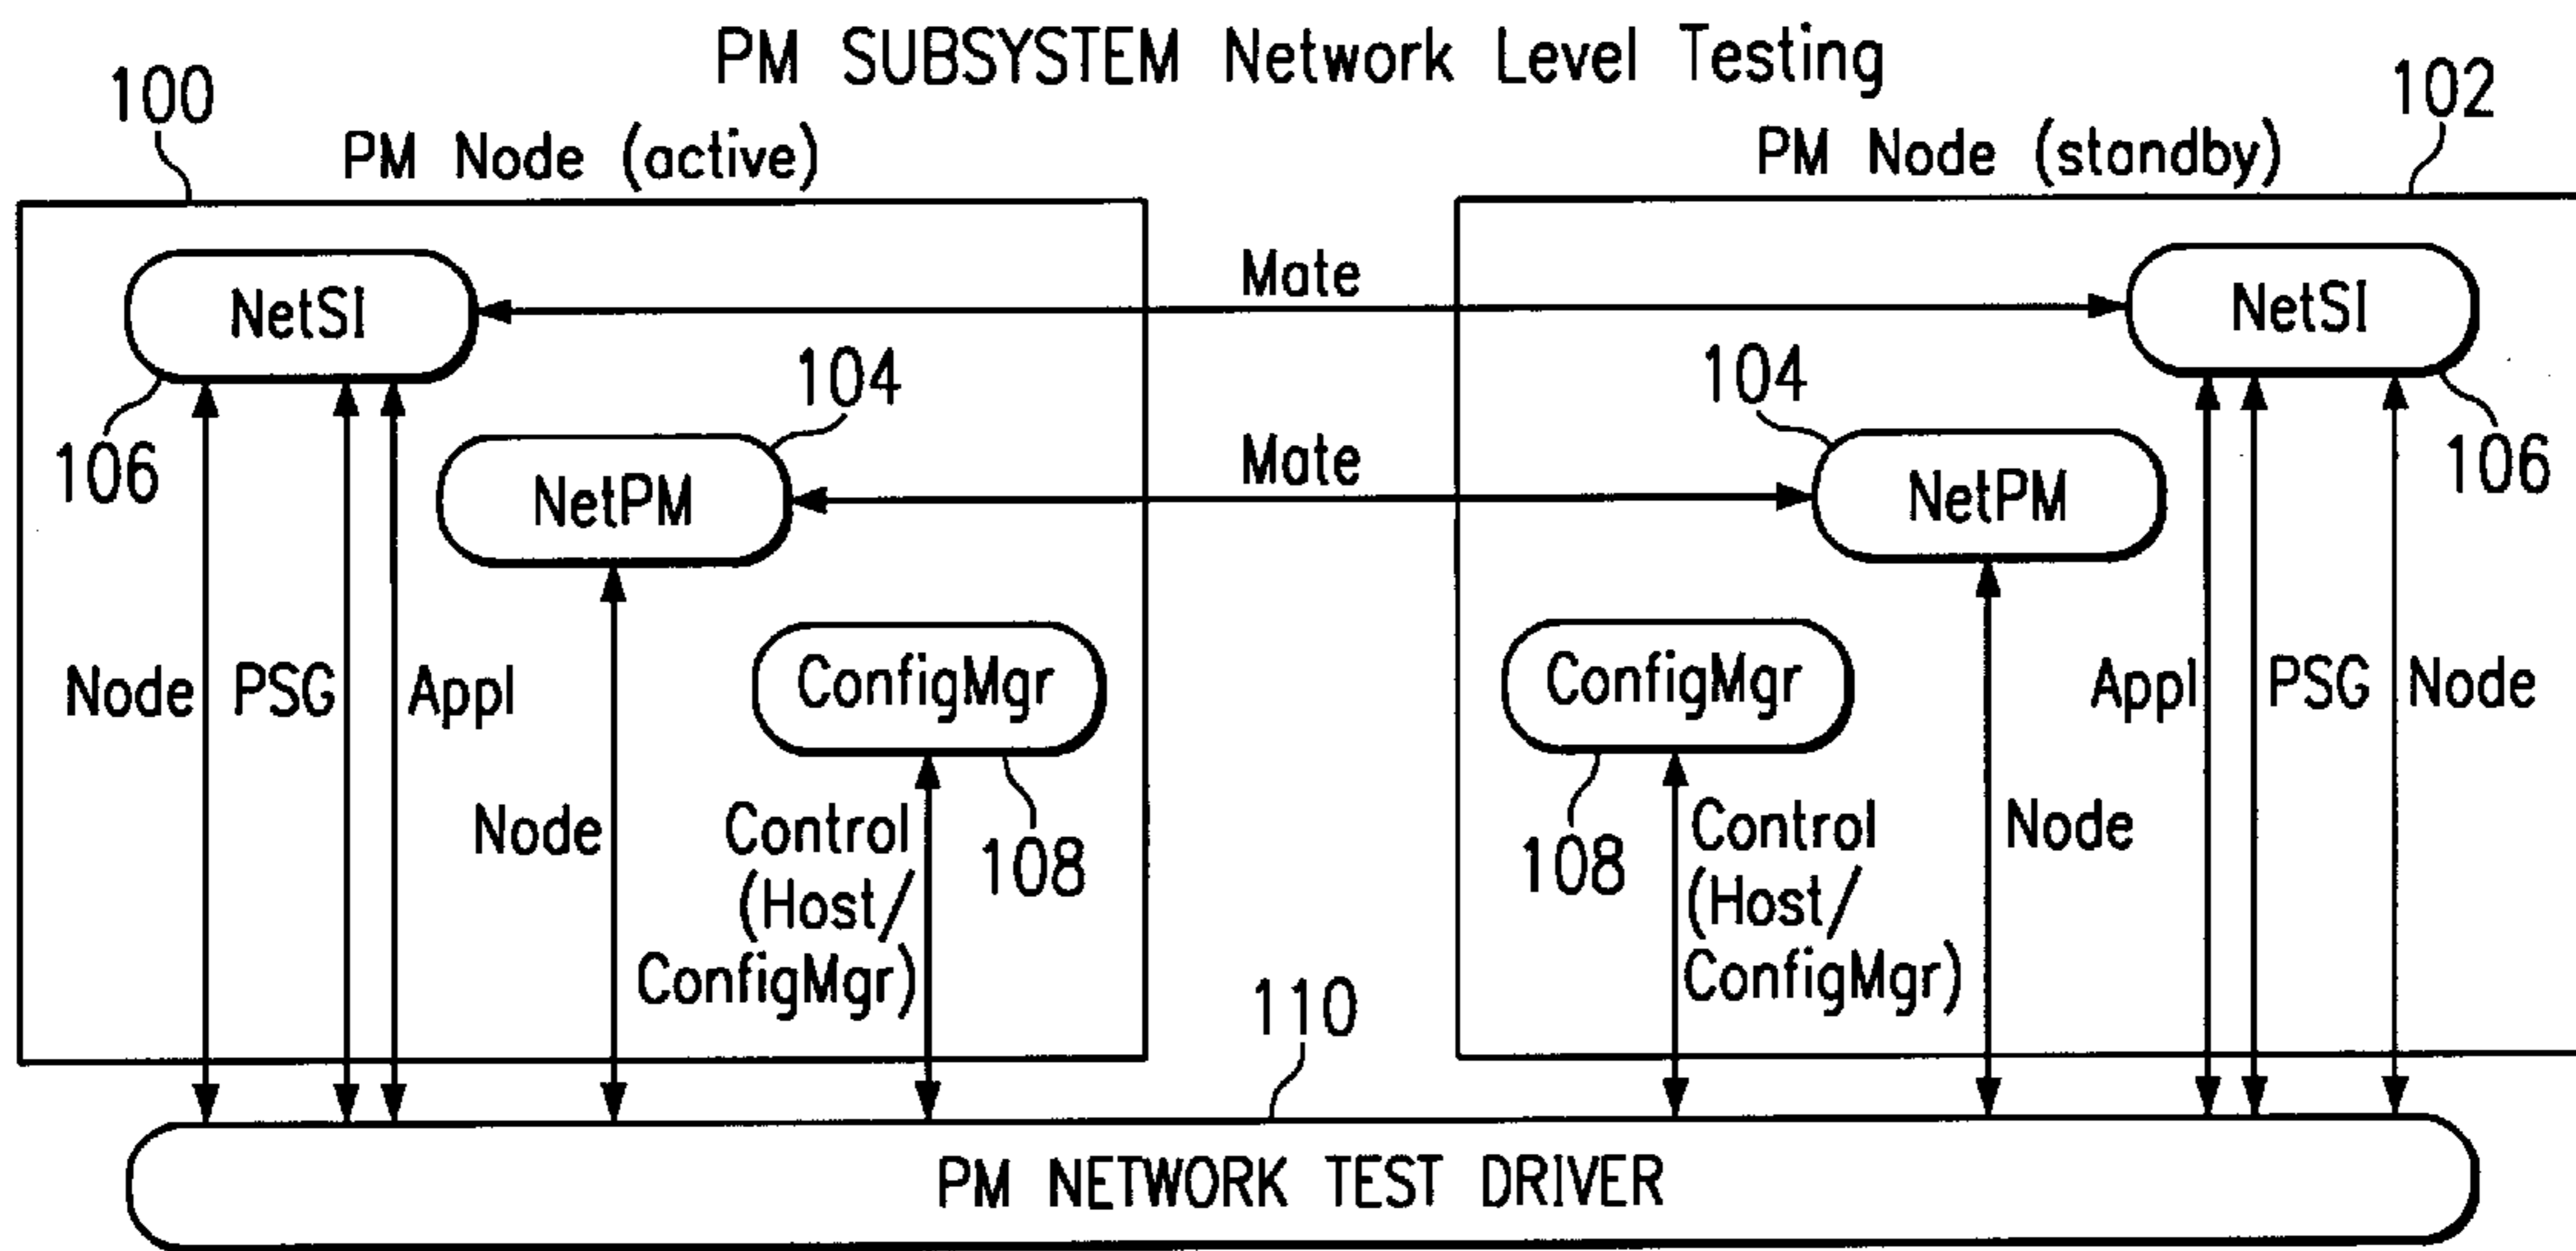 PM SUBSYSTEM Network Level Testing
100
102
PM Node (active)
PM Node (standby)
NetSI
Mate
NetSI
106
104
Mate
104
106
NetPM
NetPM
ConfigMgr
ConfigMgr
Node
PSG
Appl
Appl
PSG
Node
Node
Control
(Host/
ConfigMgr)
108
108
Control
(Host/
ConfigMgr)
Node
110
PM NETWORK TEST DRIVER